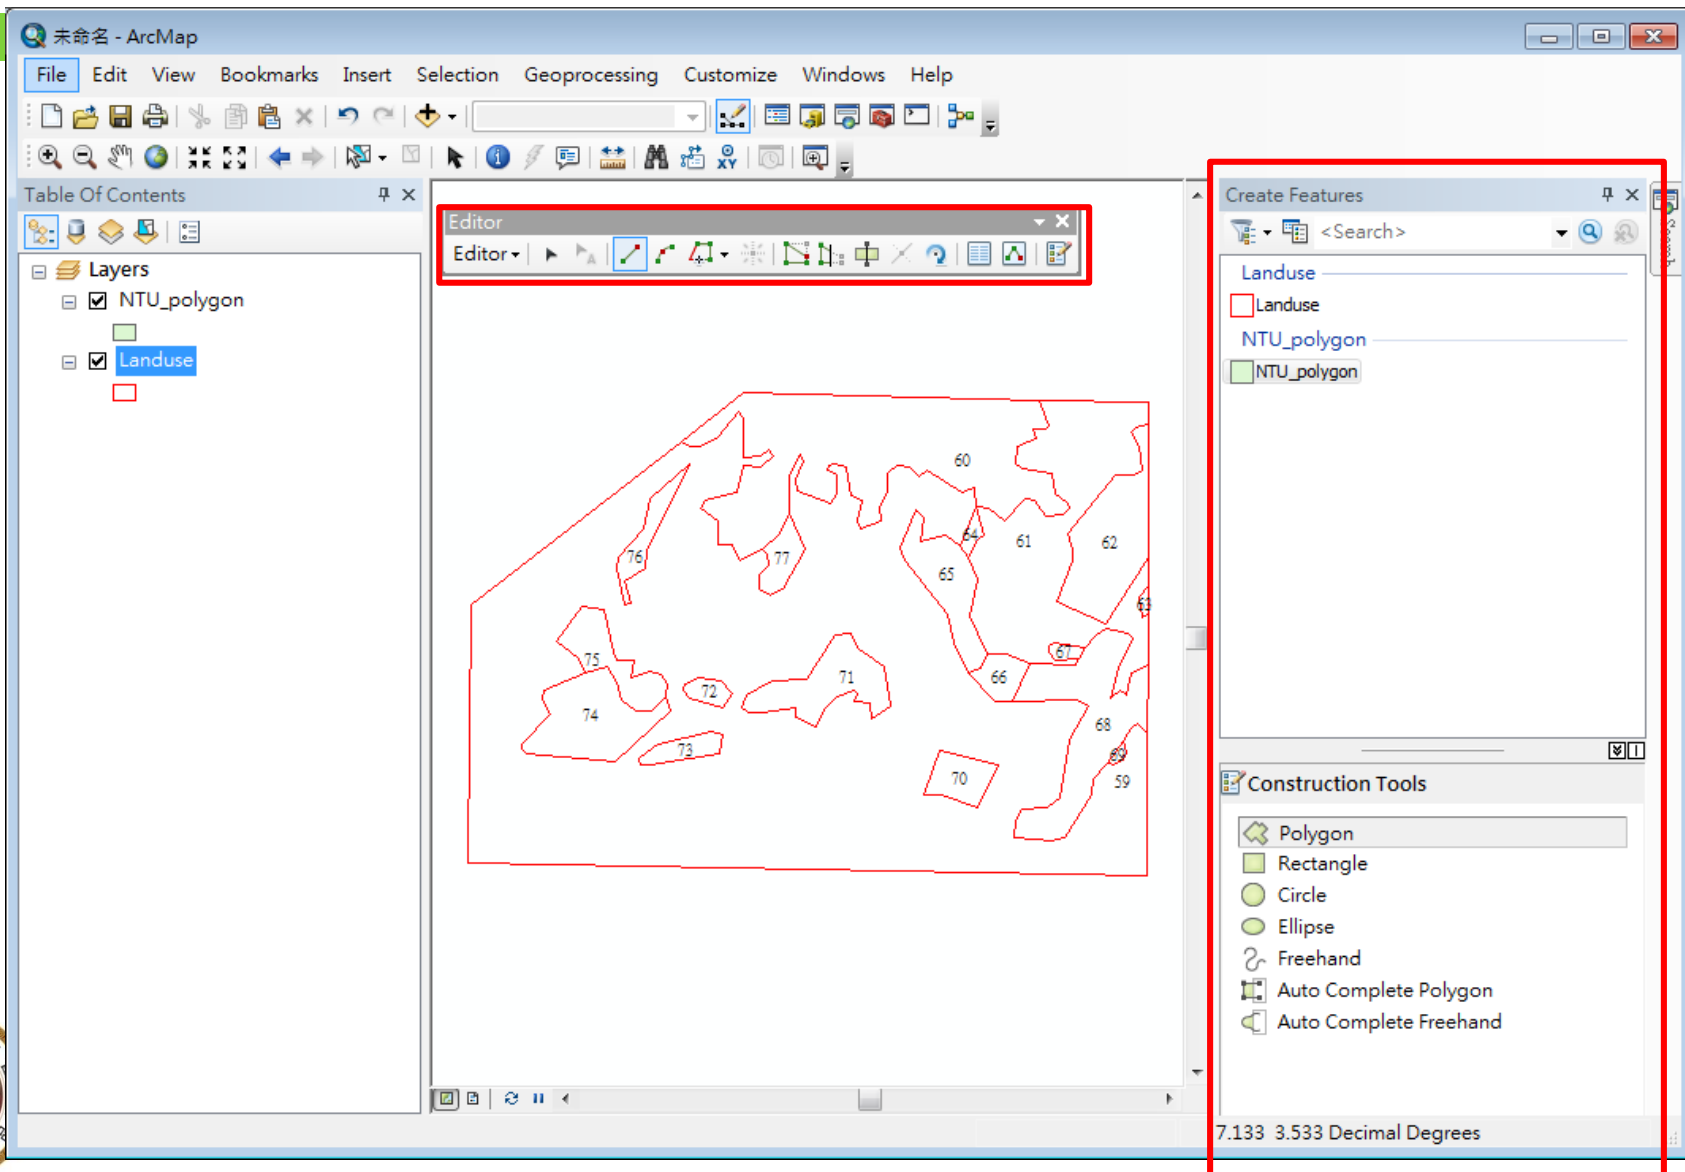 未命名 - ArcMap
File Edit View Bookmarks Insert Selection Geoprocessing Customize Windows Help
XY
Table Of Contents
Layers
NTU_polygon
Landuse
Editor
Editor
60
64
61
62
76
77
65
63
67
75
71
66
72
74
68
73
69
70
59
Create Features
<Search>
Landuse
Landuse
NTU_polygon
NTU_polygon
Construction Tools
Polygon
Rectangle
Circle
Ellipse
Freehand
Auto Complete Polygon
Auto Complete Freehand
7.133 3.533 Decimal Degrees